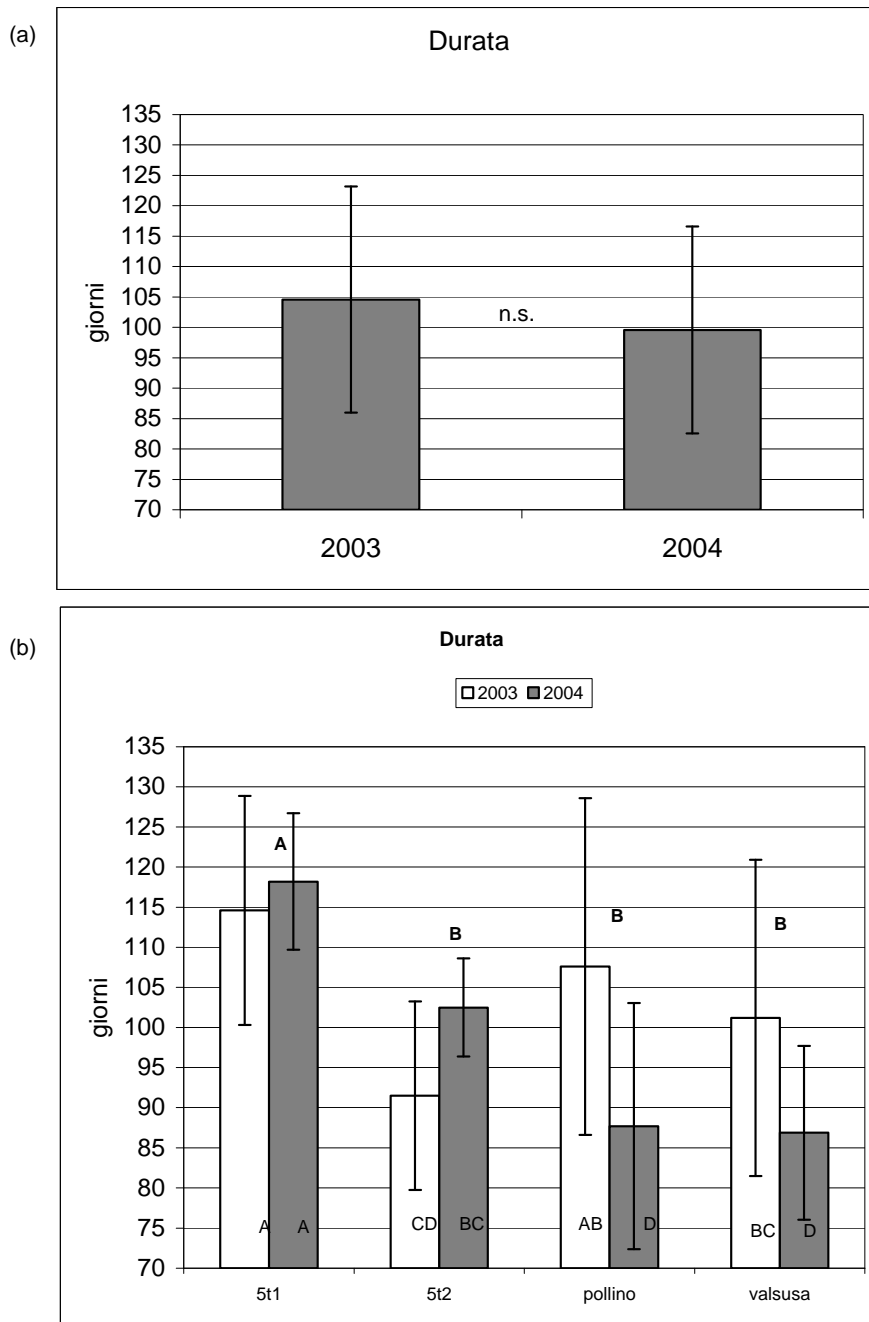 (a)
Durata
135
130
125
120
115
110
105
100
95
90
85
80
75
70
giorni
n.s.
2003 2004
(b)
Durata
2003 2004
135
130
125
120
115
110
105
100
95
90
85
80
75
70
giorni
A
B
B
B
A A CD BC AB D BC D
5t1 5t2 pollino valsusa